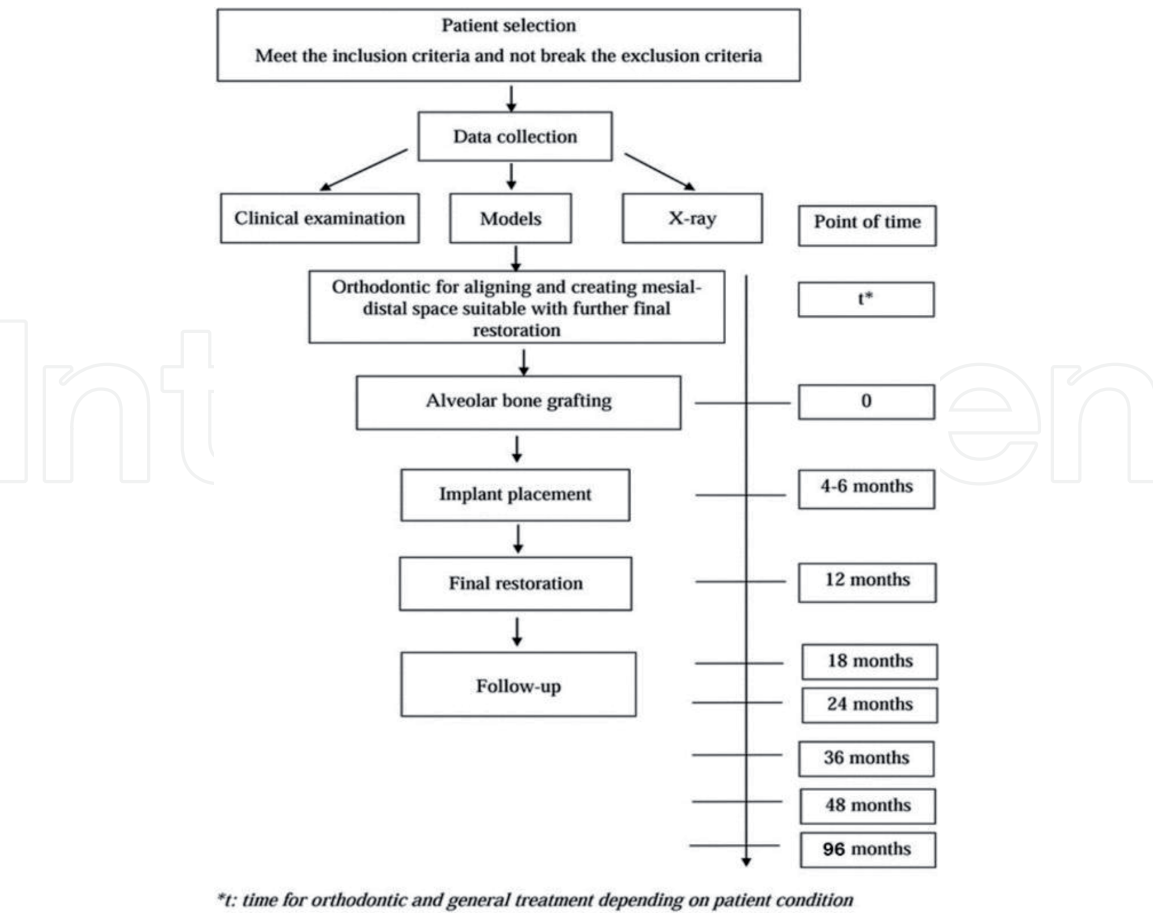 Patient selection
Meet the inclusion criteria and not break the exclusion criteria
Data collection
Clinical examination
Models
X-ray
Point of time
Orthodontic for aligning and creating mesial-
distal space suitable with further final
restoration
t*
Alveolar bone grafting
0
Implant placement
4-6 months
Final restoration
12 months
Follow-up
18 months
24 months
36 months
48 months
96 months
*t: time for orthodontic and general treatment depending on patient condition